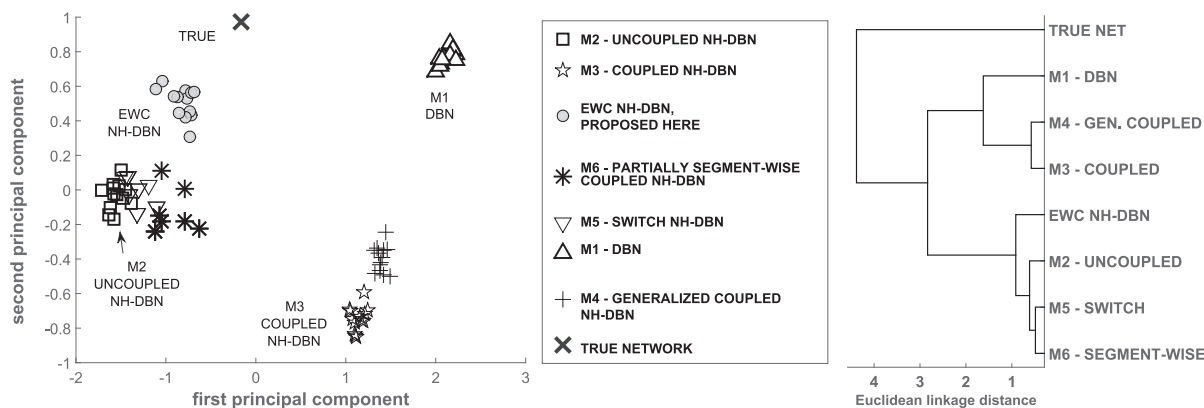 1
0.8
0.6
0.4
0.2
0
-0.2
-0.4
-0.6
-0.8
-1
second principal component
-2
-1
0
1
2
3
first principal component
TRUE
EWC
NH-DBN
M1
DBN
M2
UNCOUPLED
NH-DBN
M3
COUPLED
NH-DBN
M2 - UNCOUPLED NH-DBN
M3 - COUPLED NH-DBN
EWC NH-DBN,
PROPOSED HERE
M6 - PARTIALLY SEGMENT-WISE
COUPLED NH-DBN
M5 - SWITCH NH-DBN
M1 - DBN
M4 - GENERALIZED COUPLED
NH-DBN
TRUE NETWORK
TRUE NET
M1 - DBN
M4 - GEN. COUPLED
M3 - COUPLED
EWC NH-DBN
M2 - UNCOUPLED
M5 - SWITCH
M6 - SEGMENT-WISE
4
3
2
1
Euclidean linkage distance